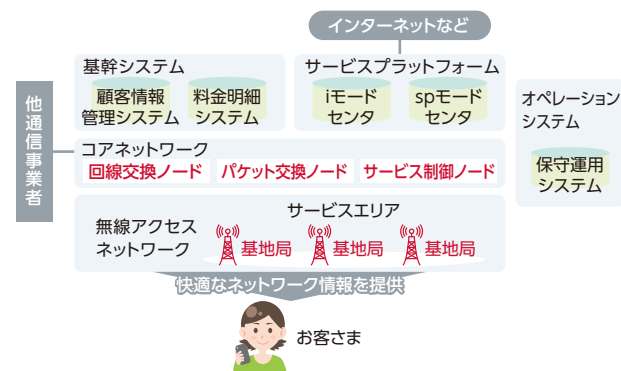 インターネットなど
基幹システム
顧客情報
管理システム
料金明細
システム
サービスプラットフォーム
iモード
センタ
spモード
センタ
オペレーション
システム
保守運用
システム
他通信事業者
コアネットワーク
回線交換ノード パケット交換ノード サービス制御ノード
サービスエリア
無線アクセス
ネットワーク
基地局 基地局 基地局
快適なネットワーク情報を提供
お客さま